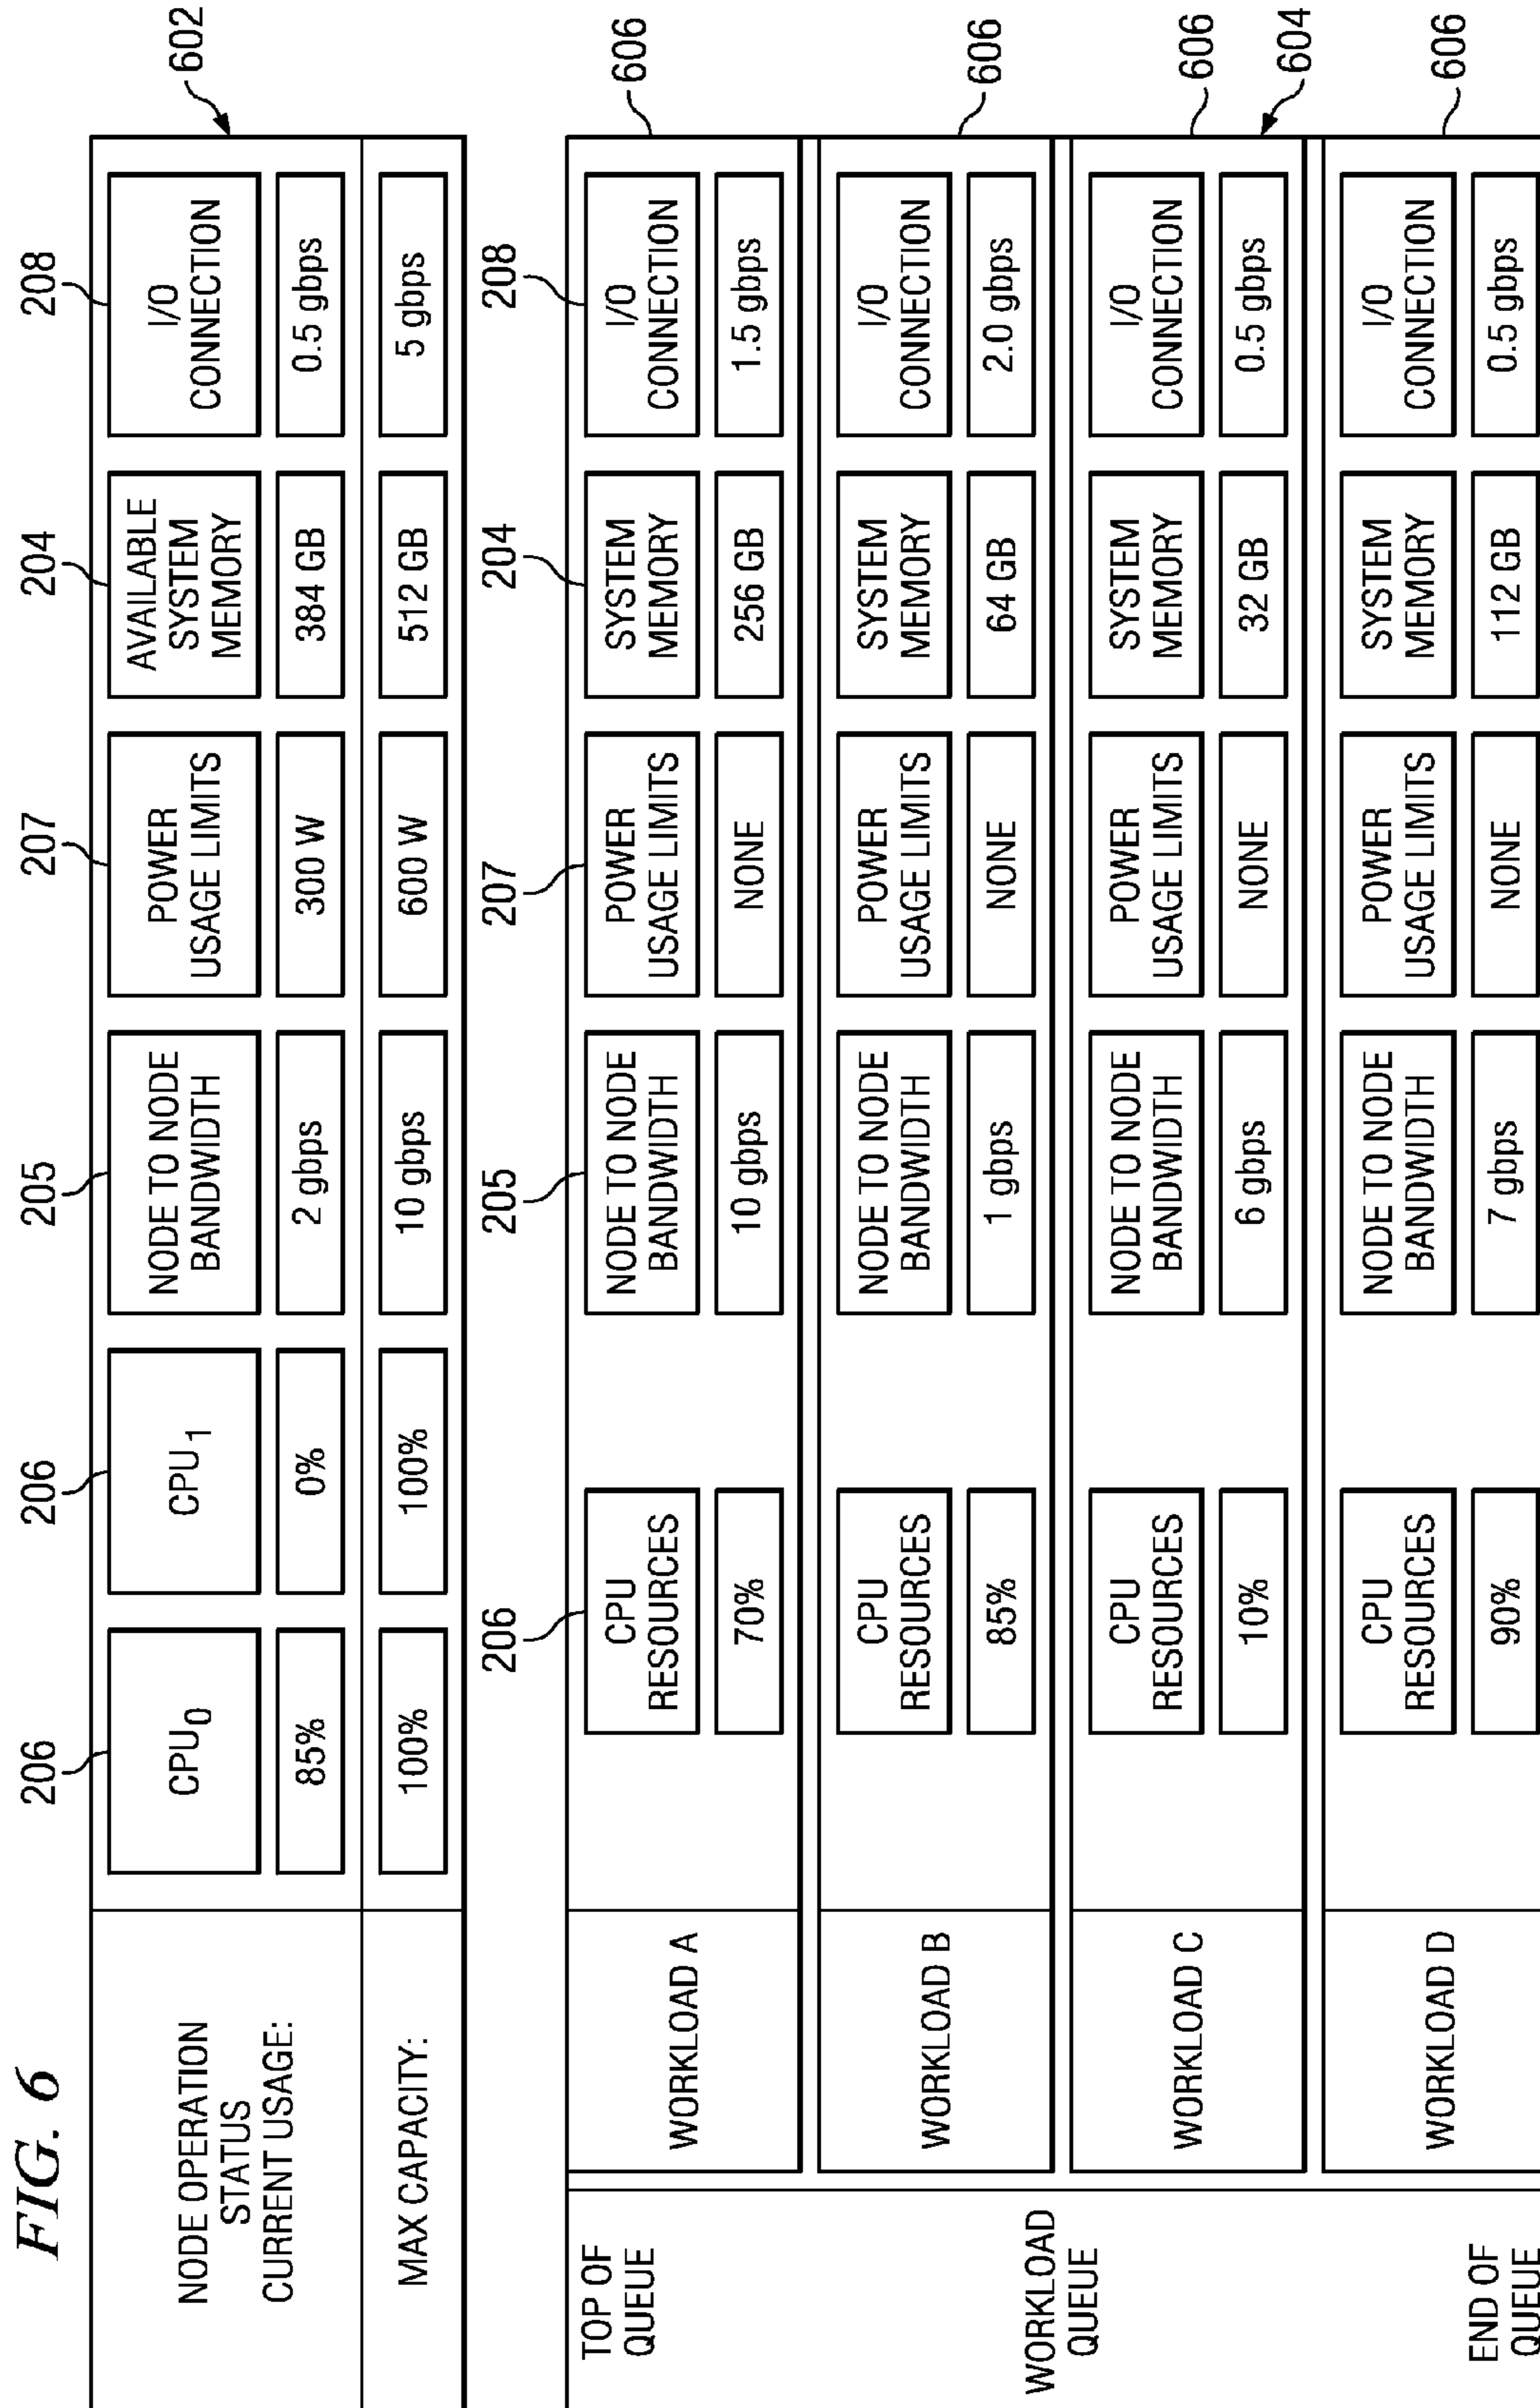 FIG. 6
206
206
205
207
204
208
NODE OPERATION
STATUS
CURRENT USAGE:
CPU0
CPU1
NODE TO NODE
BANDWIDTH
POWER
USAGE LIMITS
AVAILABLE
SYSTEM
MEMORY
I/O
CONNECTION
602
85%
0%
2 gbps
300 W
384 GB
0.5 gbps
MAX CAPACITY:
100%
100%
10 gbps
600 W
512 GB
5 gbps
206
205
207
204
208
TOP OF
QUEUE
WORKLOAD
QUEUE
END OF
QUEUE
WORKLOAD A
CPU
RESOURCES
NODE TO NODE
BANDWIDTH
POWER
USAGE LIMITS
SYSTEM
MEMORY
I/O
CONNECTION
606
70%
10 gbps
NONE
256 GB
1.5 gbps
WORKLOAD B
CPU
RESOURCES
NODE TO NODE
BANDWIDTH
POWER
USAGE LIMITS
SYSTEM
MEMORY
I/O
CONNECTION
606
85%
1 gbps
NONE
64 GB
2.0 gbps
WORKLOAD C
CPU
RESOURCES
NODE TO NODE
BANDWIDTH
POWER
USAGE LIMITS
SYSTEM
MEMORY
I/O
CONNECTION
606
10%
6 gbps
NONE
32 GB
0.5 gbps
604
WORKLOAD D
CPU
RESOURCES
NODE TO NODE
BANDWIDTH
POWER
USAGE LIMITS
SYSTEM
MEMORY
I/O
CONNECTION
606
90%
7 gbps
NONE
112 GB
0.5 gbps